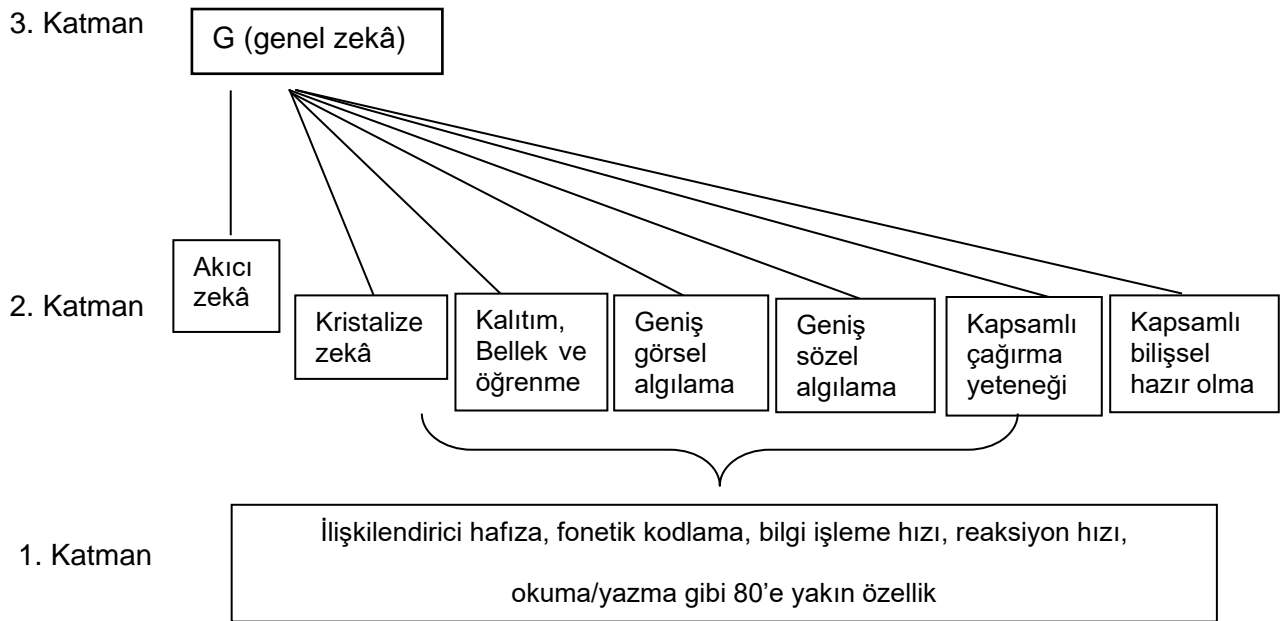 3. Katman
G (genel zekâ)
2. Katman
Akıcı
zekâ
Kristalize
zekâ
Kalıtım,
Bellek ve
öğrenme
Geniş
görsel
algılama
Geniş
sözel
algılama
Kapsamlı
çağırma
yeteneği
Kapsamlı
bilişsel
hazır olma
1. Katman
İlişkilendirici hafıza, fonetik kodlama, bilgi işleme hızı, reaksiyon hızı,
okuma/yazma gibi 80’e yakın özellik